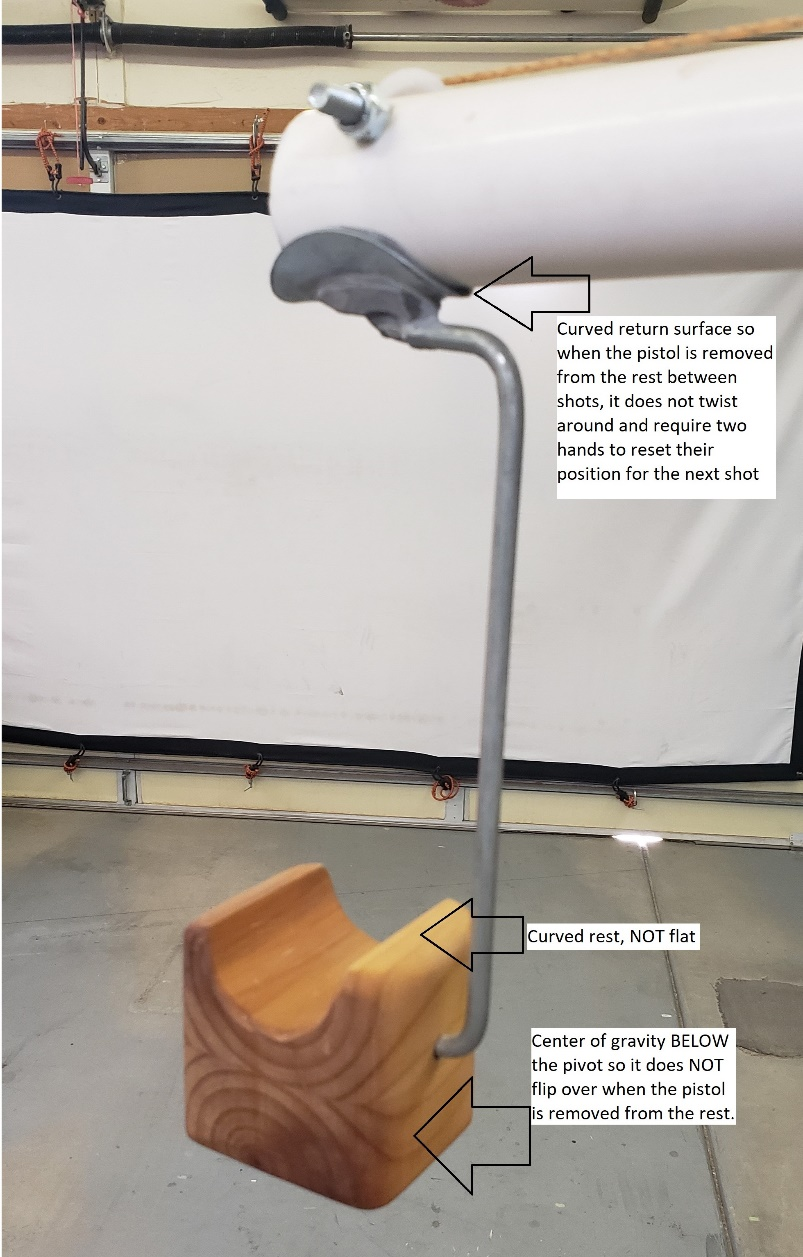 Curved return surface so
when the pistol is removed
from the rest between
shots, it does not twist
around and require two
hands to reset their
position for the next shot
Curved rest, NOT flat
Center of gravity BELOW
the pivot so it does NOT
flip over when the pistol
is removed from the rest.